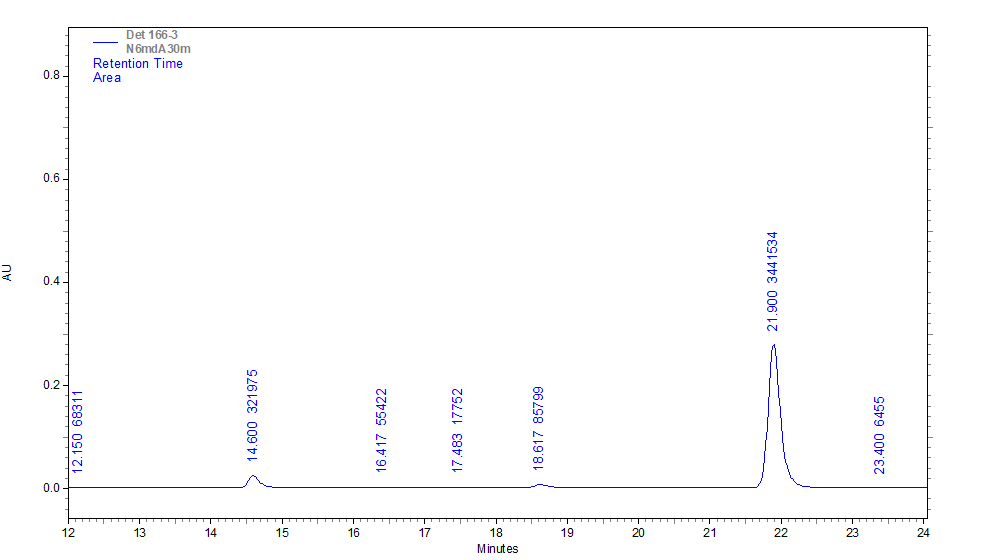 Det 166-3
N6mdA30m
Retention Time
Area
0.8
0.6
0.4
0.2
0.0
AU
12.150 68311
14.600 321975
16.417 55422
17.483 17752
18.617 85799
21.900 3441534
23.400 6455
12 13 14 15 16 17 18 19 20 21 22 23 24
Minutes